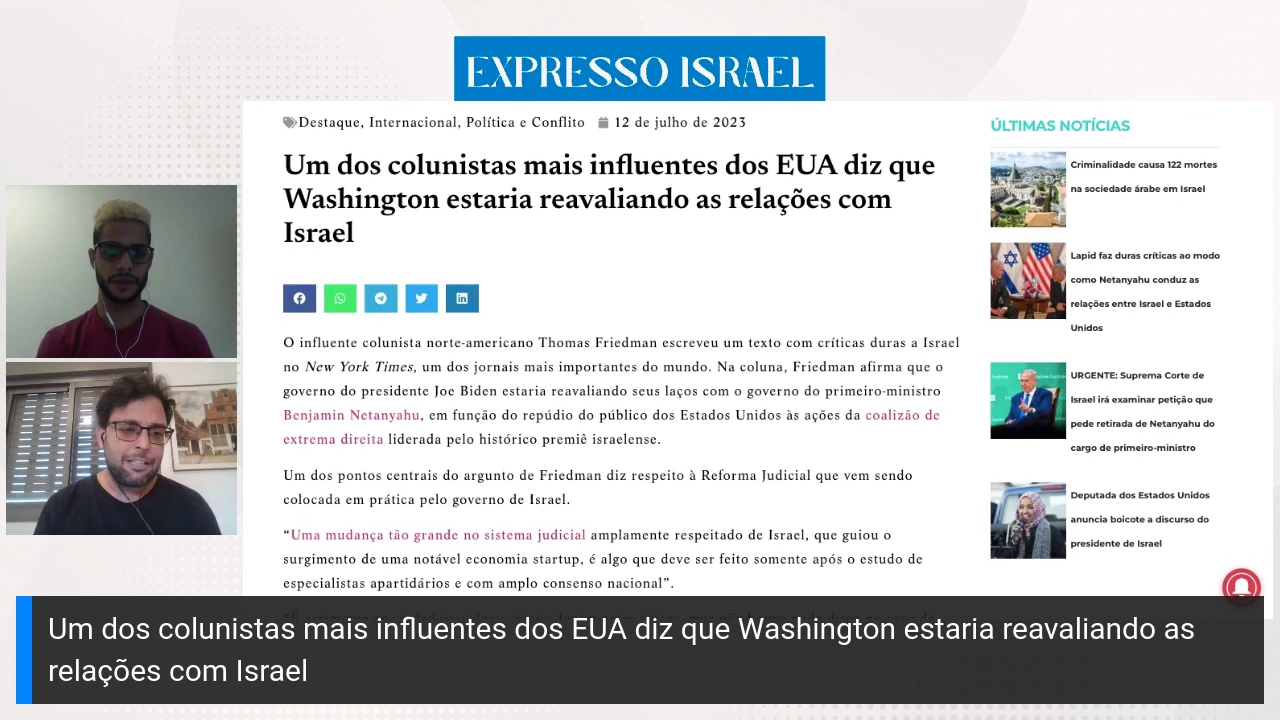 EXPRESSO ISRAEL
Destaque, Internacional, Política e Conflito 12 de julho de 2023
Um dos colunistas mais influentes dos EUA diz que
Washington estaria reavaliando as relações com
Israel
O influente colunista norte-americano Thomas Friedman escreveu um texto com críticas duras a Israel
no New York Times, um dos jornais mais importantes do mundo. Na coluna, Friedman afirma que o
governo do presidente Joe Biden estaria reavaliando seus laços com o governo do primeiro-ministro
Benjamin Netanyahu, em função do repúdio do público dos Estados Unidos às ações da coalizão de
extrema direita liderada pelo histórico premiê israelense.
Um dos pontos centrais do argunto de Friedman diz respeito à Reforma Judicial que vem sendo
colocada em prática pelo governo de Israel.
“Uma mudança tão grande no sistema judicial amplamente respeitado de Israel, que guiou o
surgimento de uma notável economia startup, é algo que deve ser feito somente após o estudo de
especialistas apartidários e com amplo consenso nacional”.
ÚLTIMAS NOTÍCIAS
Criminalidade causa 122 mortes
na sociedade árabe em Israel
Lapid faz duras críticas ao modo
como Netanyahu conduz as
relações entre Israel e Estados
Unidos
URGENTE: Suprema Corte de
Israel irá examinar petição que
pede retirada de Netanyahu do
cargo de primeiro-ministro
Deputada dos Estados Unidos
anuncia boicote a discurso do
presidente de Israel
Um dos colunistas mais influentes dos EUA diz que Washington estaria reavaliando as
relações com Israel